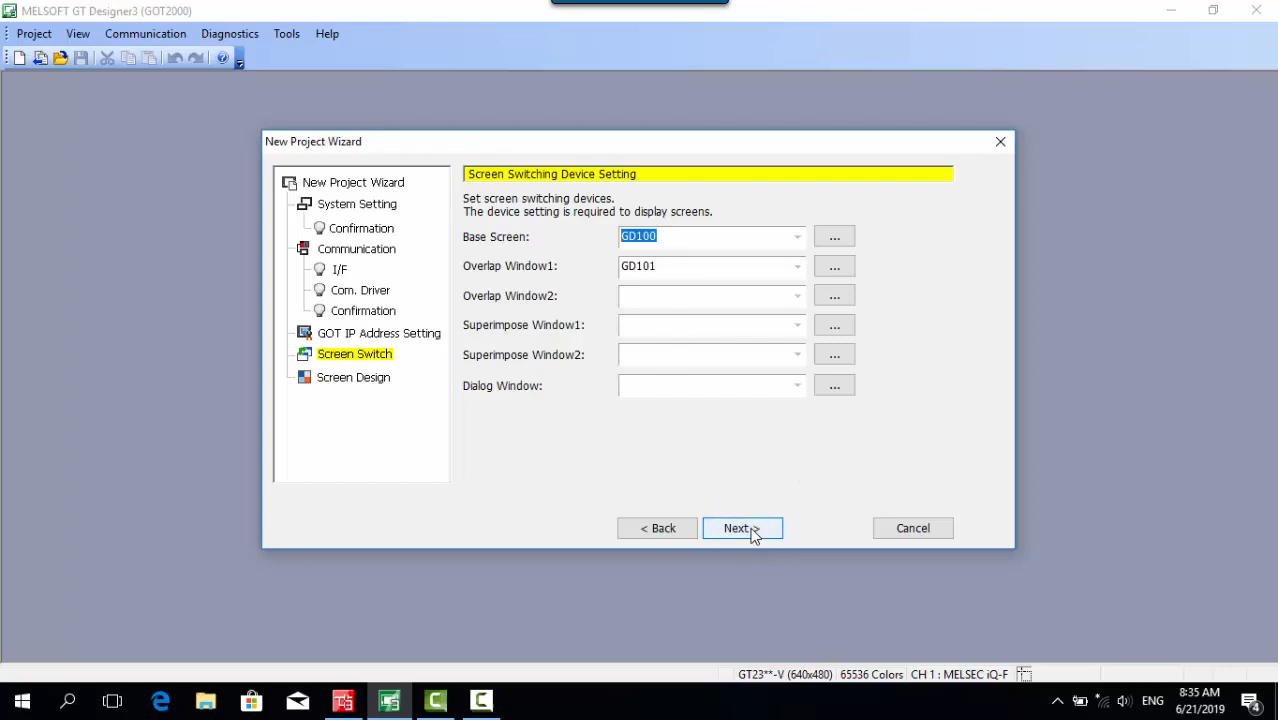 MELSOFT GT Designer3 (GOT2000)
Project View Communication Diagnostics Tools Help
New Project Wizard
New Project Wizard
System Setting
Confirmation
Communication
I/F
Com. Driver
Confirmation
GOT IP Address Setting
Screen Switch
Screen Design
Screen Switching Device Setting
Set screen switching devices.
The device setting is required to display screens.
Base Screen: GD100 ...
Overlap Window1: GD101 ...
Overlap Window2: ...
Superimpose Window1: ...
Superimpose Window2: ...
Dialog Window: ...
< Back Next > Cancel
GT23**-V (640x480) 65536 Colors CH 1 : MELSEC iQ-F
ENG
8:35 AM
6/21/2019
4